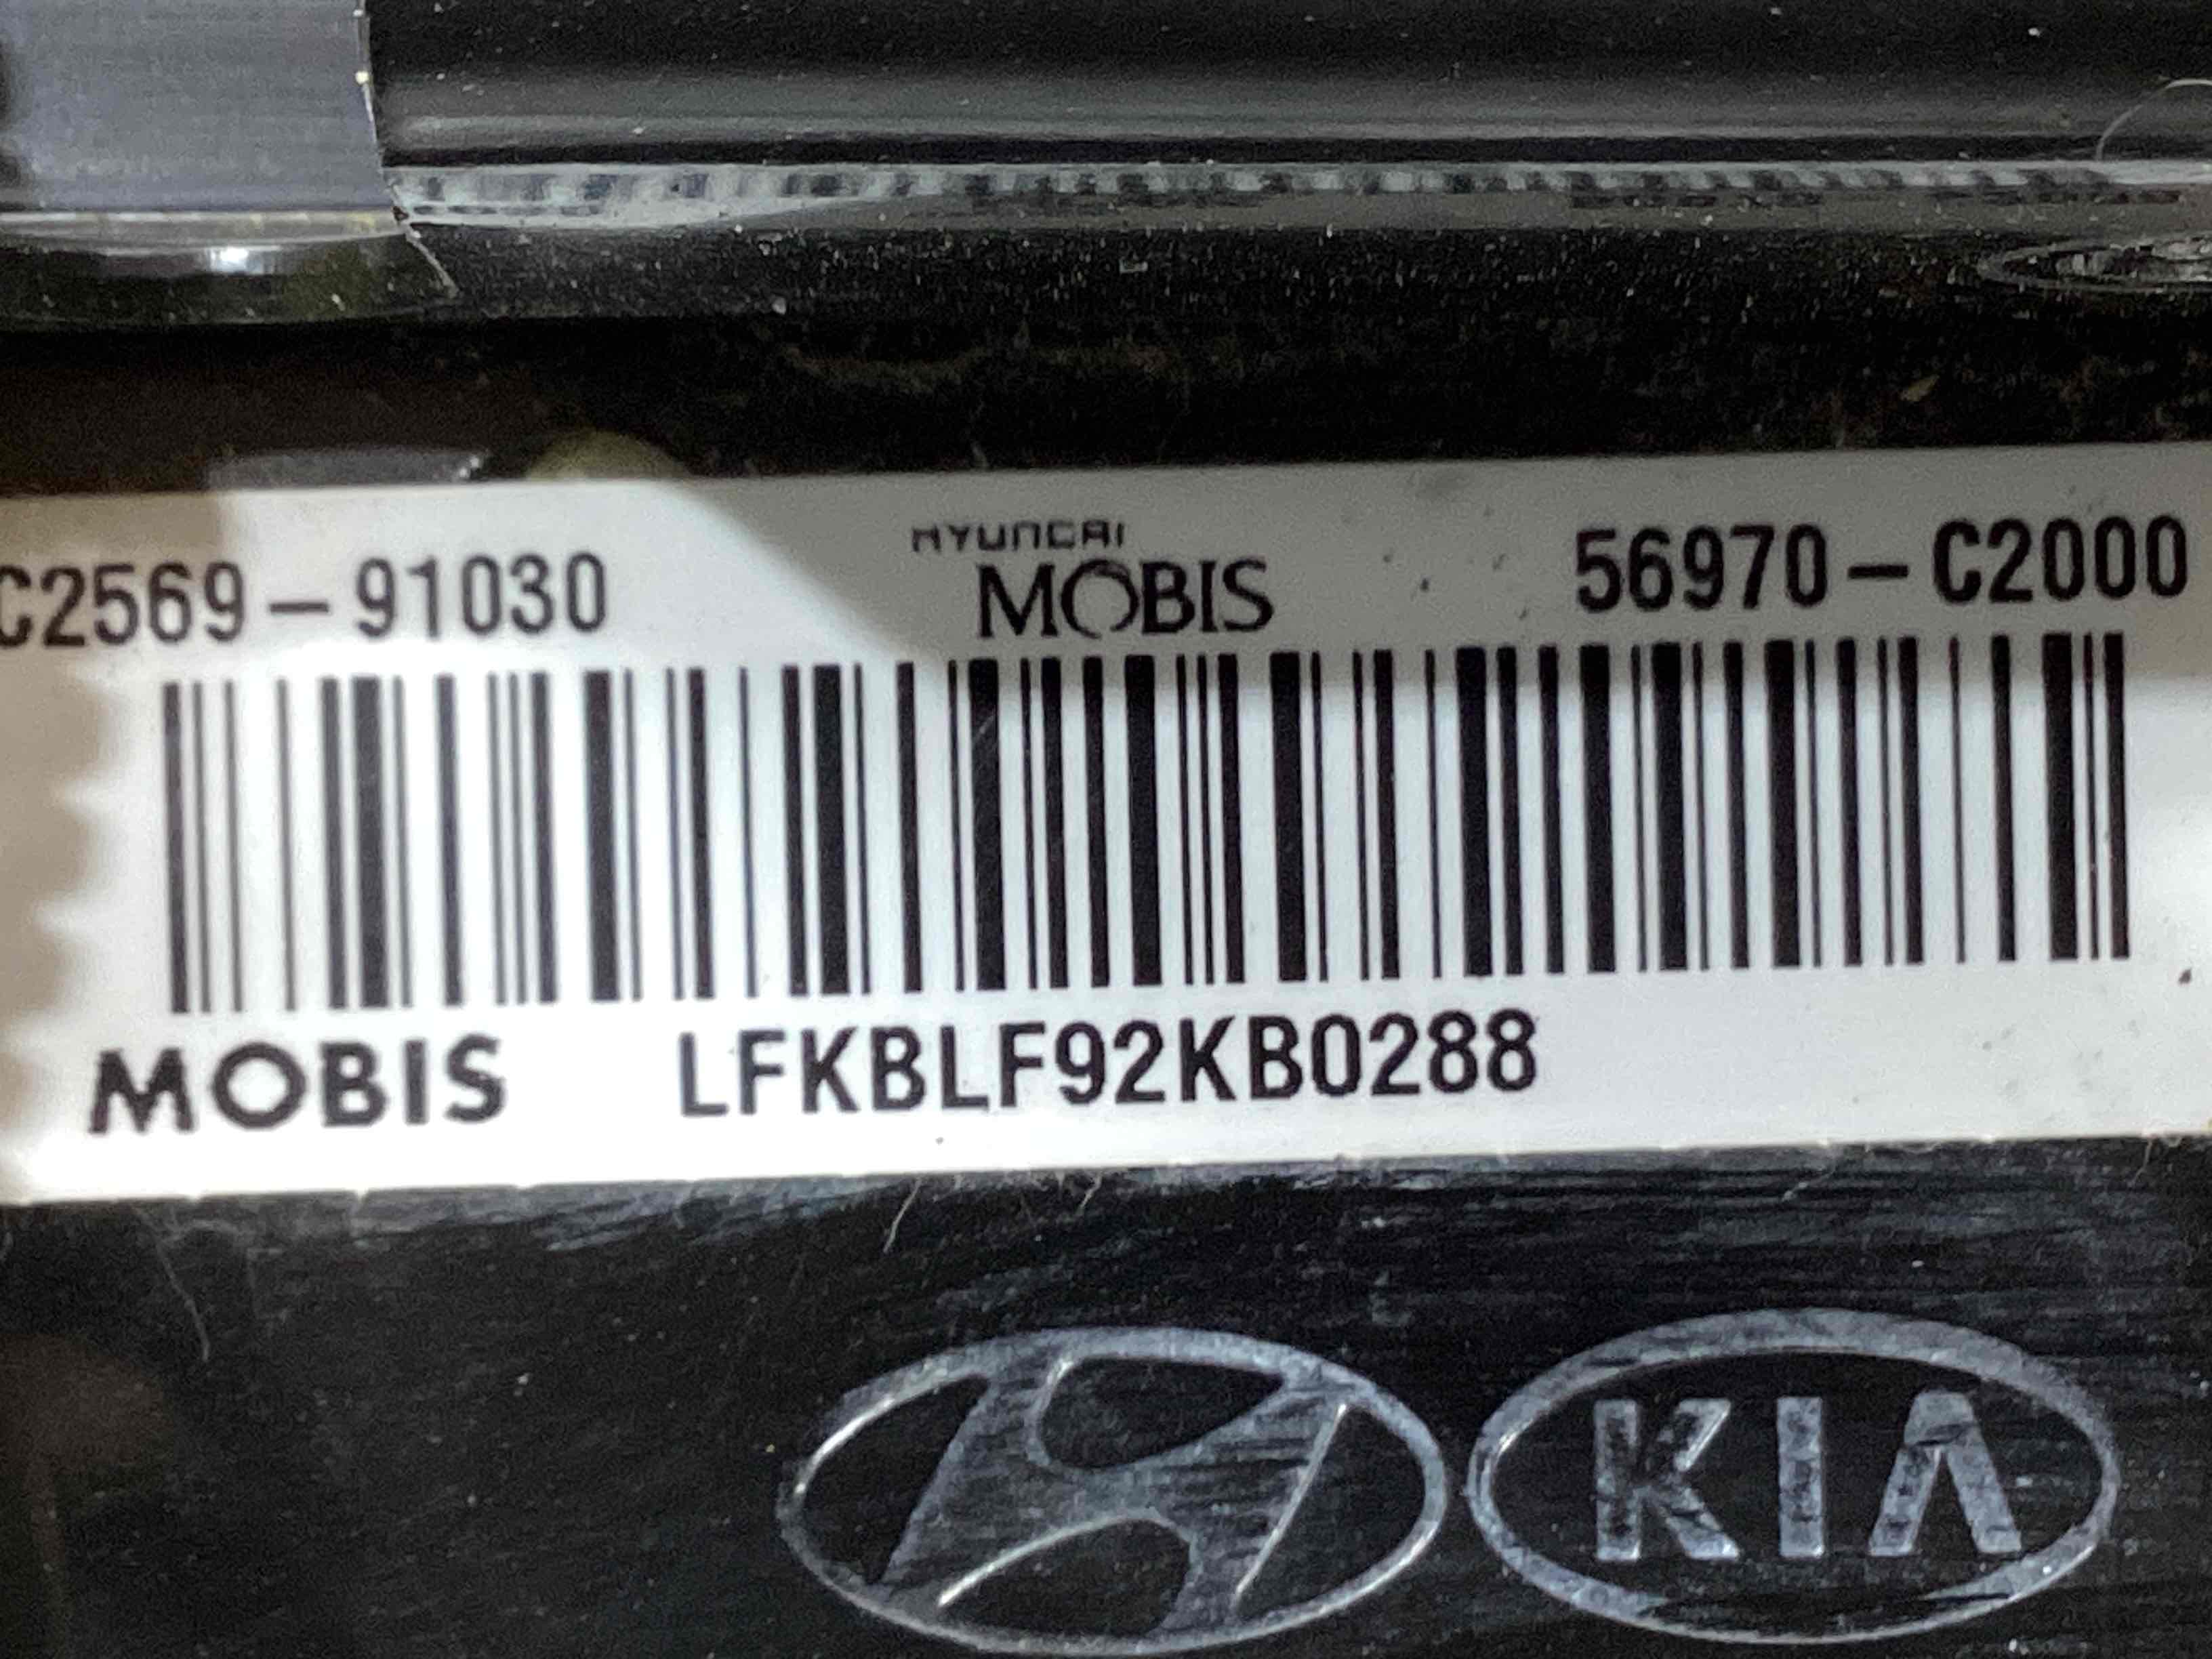 C2569-91030
HYUNDAI
MOBIS
56970-C2000
MOBIS LFKBLF92KB0288
KIA